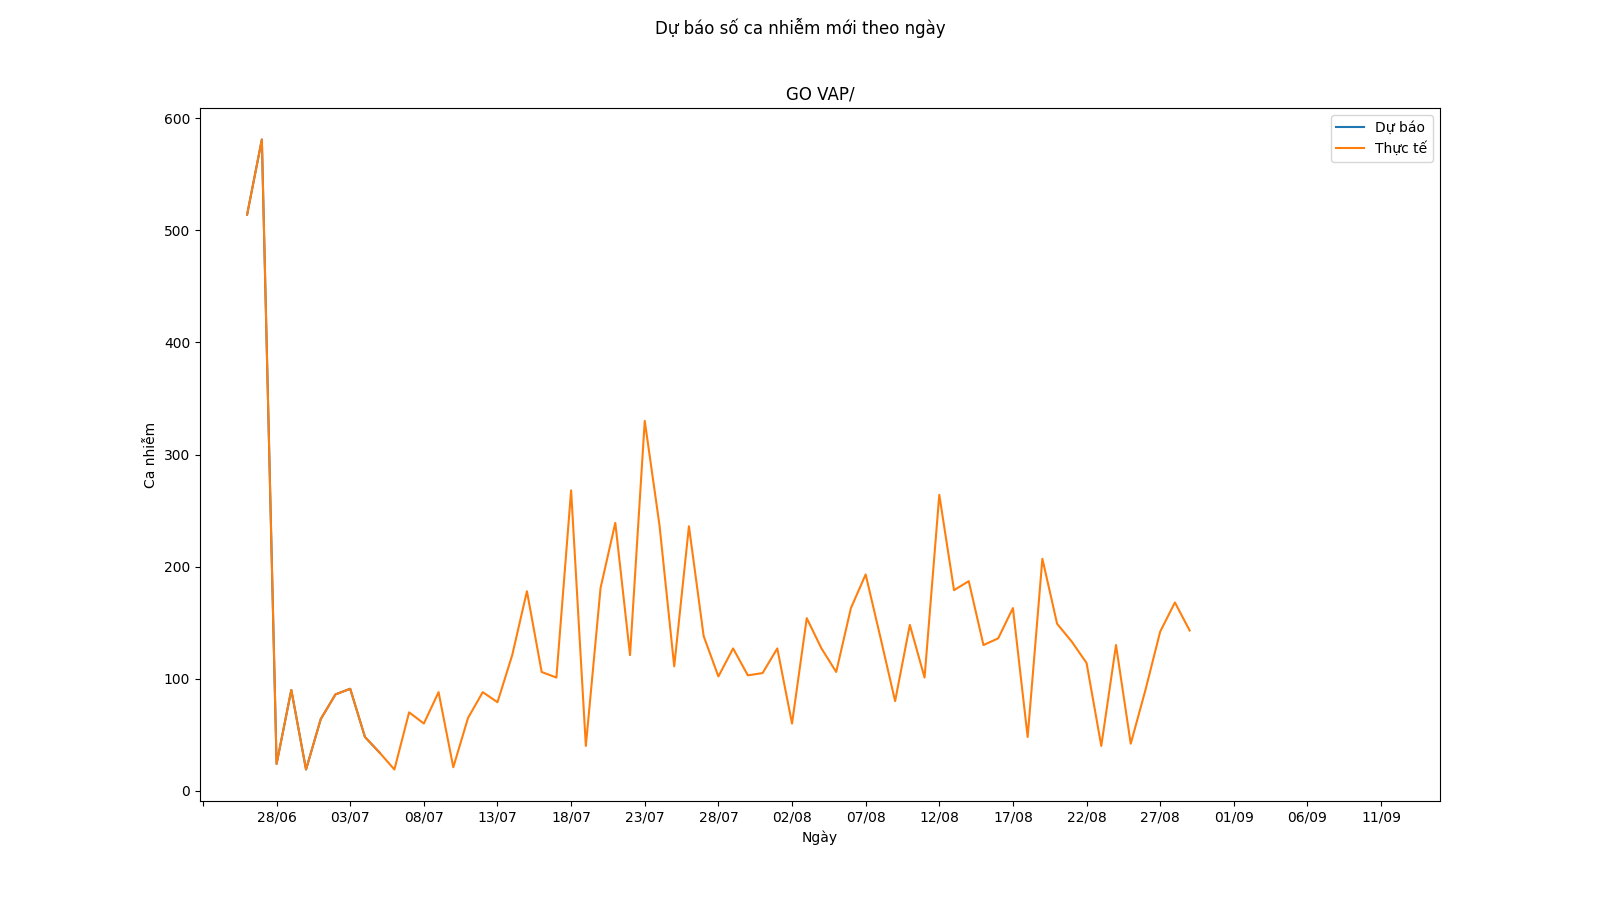 Dự báo số ca nhiễm mới theo ngày
GO VAP/
Dự báo
Thực tế
Ca nhiễm
600
500
400
300
200
100
0
28/06 03/07 08/07 13/07 18/07 23/07 28/07 02/08 07/08 12/08 17/08 22/08 27/08 01/09 06/09 11/09
Ngày